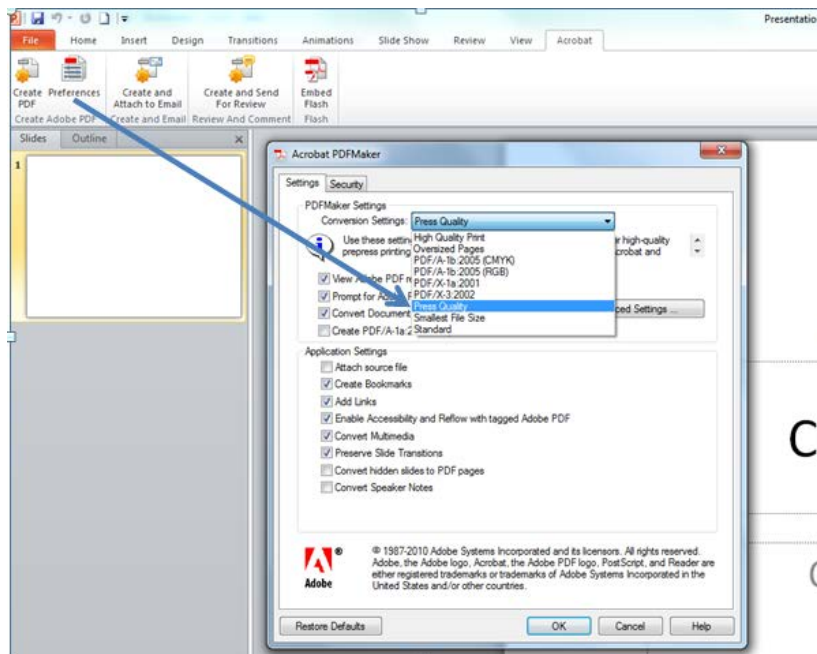 Presentatio
File Home Insert Design Transitions Animations Slide Show Review View Acrobat
Create PDF Preferences Create and Attach to Email Create and Send For Review Embed Flash
Create Adobe PDF Create and Email Review And Comment Flash
Slides Outline
1
Acrobat PDFMaker
Settings Security
PDFMaker Settings
Conversion Settings: Press Quality
High Quality Print
Oversized Pages
PDF/A-1b:2005 (CMYK)
PDF/A-1b:2005 (RGB)
PDF/X-1a:2001
PDF/X-3:2002
Press Quality
Smallest File Size
Standard
Use these settin r high-quality
prepress printing crobat and
View Adobe PDF r
Prompt for Ad
Convert Document ced Settings ...
Create PDF/A-1a:2
Application Settings
Attach source file
Create Bookmarks
Add Links
Enable Accessibility and Reflow with tagged Adobe PDF
Convert Multimedia
Preserve Slide Transitions
Convert hidden slides to PDF pages
Convert Speaker Notes
Adobe
® © 1987-2010 Adobe Systems Incorporated and its licensors. All rights reserved.
Adobe, the Adobe logo, Acrobat, the Adobe PDF logo, PostScript, and Reader are
either registered trademarks or trademarks of Adobe Systems Incorporated in the
United States and/or other countries.
Restore Defaults OK Cancel Help
C